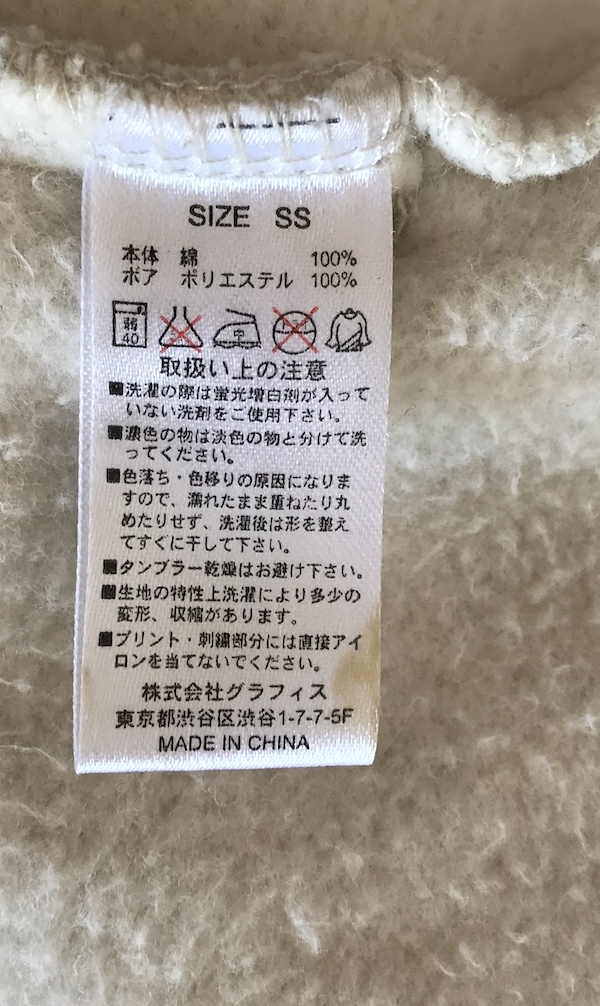 SIZE SS
本体 綿 100%
ボア ポリエステル 100%
弱
40
中
取扱い上の注意
■洗濯の際は蛍光増白剤が入って
いない洗剤をご使用下さい。
■濃色の物は淡色の物と分けて洗
ってください。
■色落ち・色移りの原因になりま
すので、濡れたまま重ねたり丸
めたりせず、洗濯後は形を整え
てすぐに干して下さい。
■タンブラー乾燥はお避け下さい。
■生地の特性上洗濯により多少の
変形、収縮があります。
■プリント・刺繍部分には直接アイ
ロンを当てないでください。
株式会社グラフィス
東京都渋谷区渋谷1-7-7-5F
MADE IN CHINA